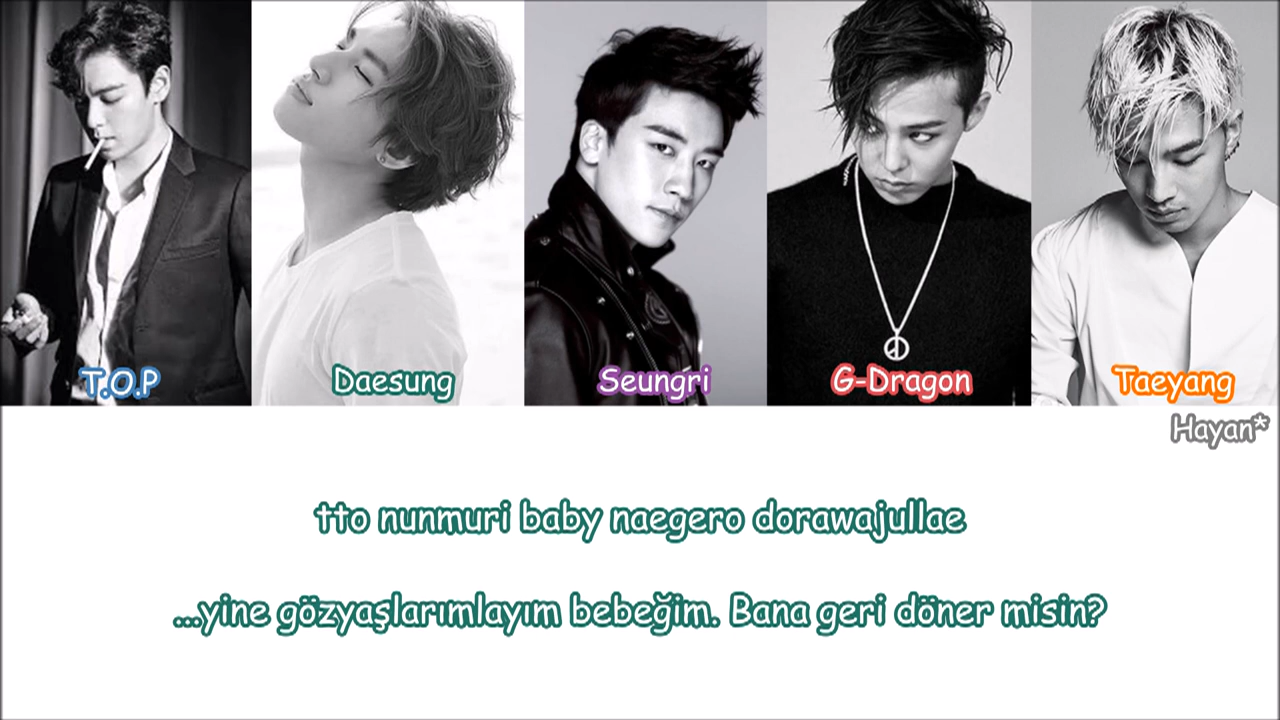 T.O.P
Daesung
Seungri
G-Dragon
Taeyang
Hayan*
tto nunmuri baby naegero dorawajullae
...yine gözyaşlarımlayım bebeğim. Bana geri döner misin?